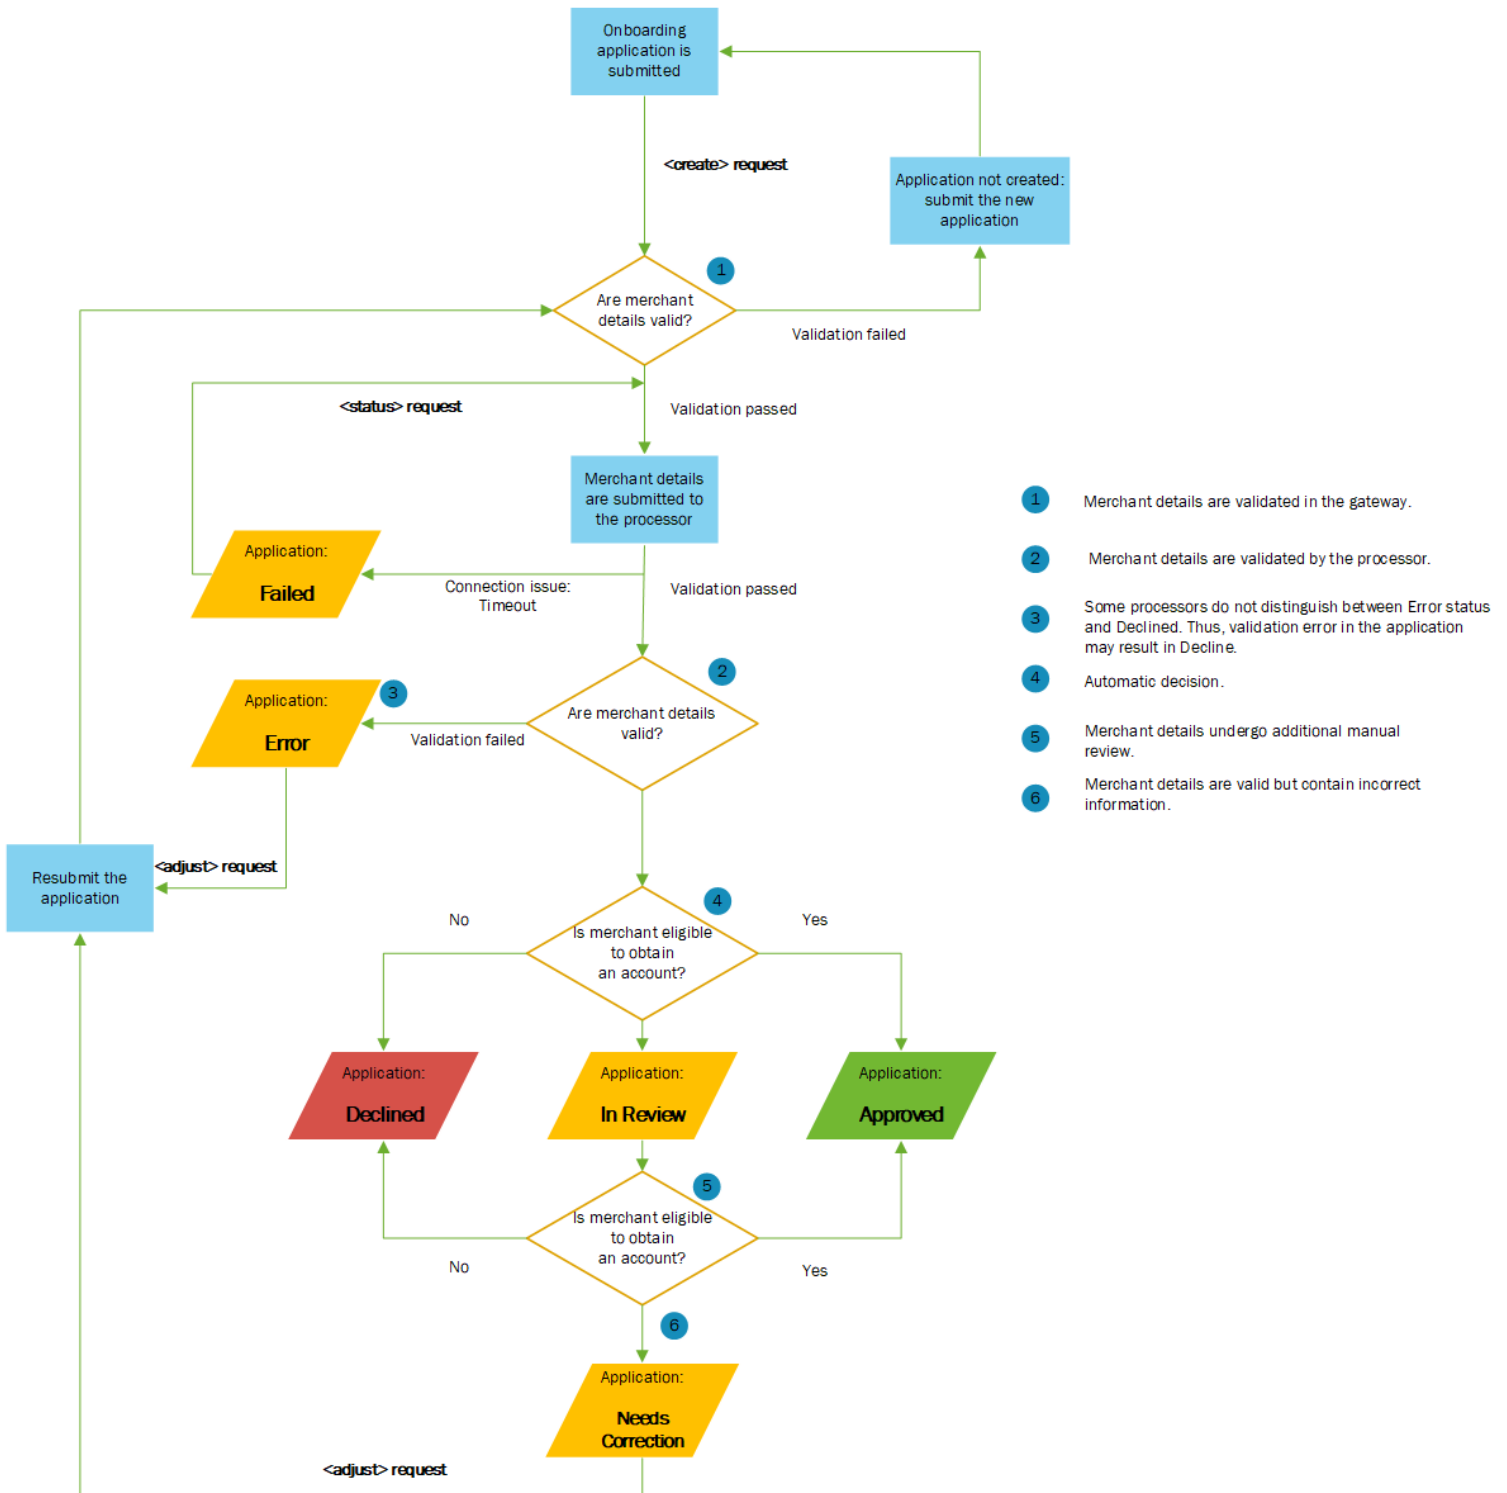 Onboarding
application is
submitted
<create> request
Application not created:
submit the new
application
1
Are merchant
details valid?
Validation failed
<status> request
Validation passed
Merchant details
are submitted to
the processor
Application:
Failed
Connection issue:
Timeout
Validation passed
2
Are merchant details
valid?
Application:
Error
3
Validation failed
<adjust> request
Resubmit the
application
4
No
Yes
Is merchant eligible
to obtain
an account?
Application:
Declined
Application:
In Review
Application:
Approved
5
Is merchant eligible
to obtain
an account?
No
Yes
6
Application:
Needs
Correction
<adjust> request
1
Merchant details are validated in the gateway.
2
Merchant details are validated by the processor.
3
Some processors do not distinguish between Error status
and Declined. Thus, validation error in the application
may result in Decline.
4
Automatic decision.
5
Merchant details undergo additional manual
review.
6
Merchant details are valid but contain incorrect
information.